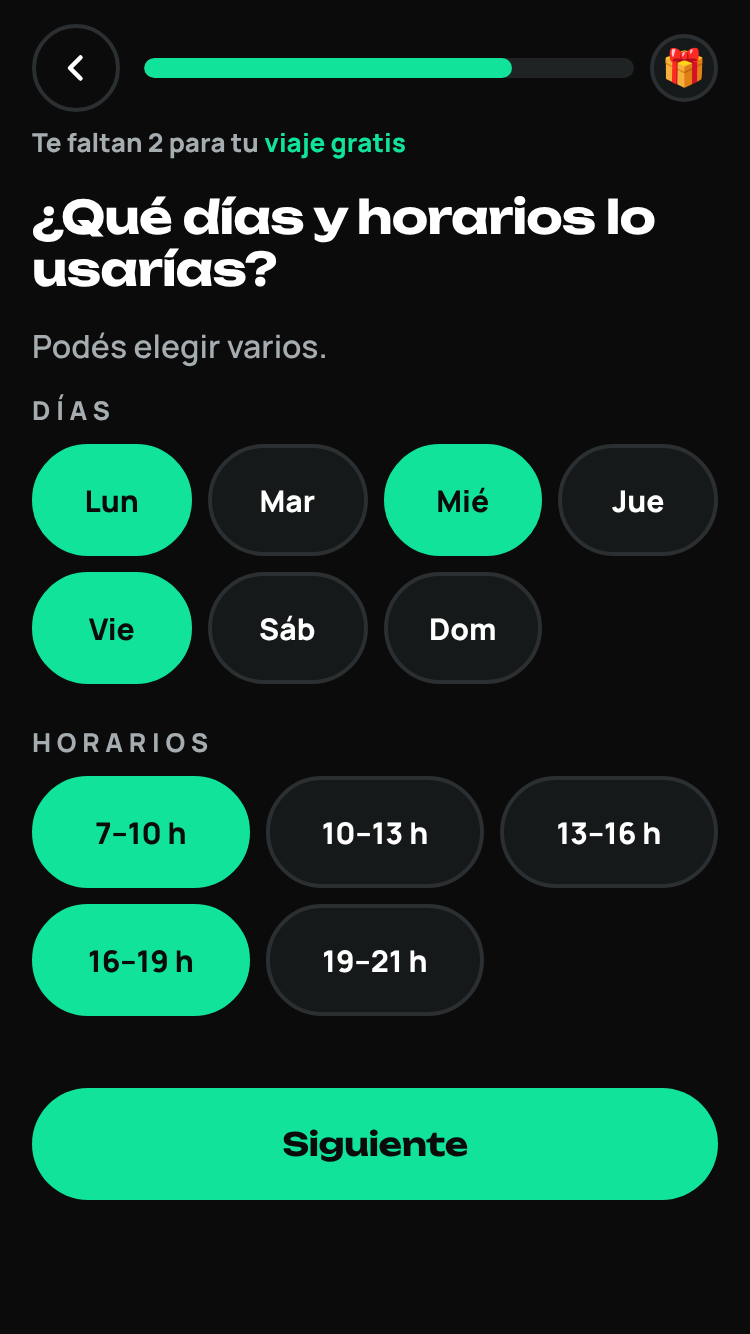 Te faltan 2 para tu viaje gratis
¿Qué días y horarios lo
usarías?
Podés elegir varios.
DÍAS
Lun Mar Mié Jue
Vie Sáb Dom
HORARIOS
7–10 h 10–13 h 13–16 h
16–19 h 19–21 h
Siguiente